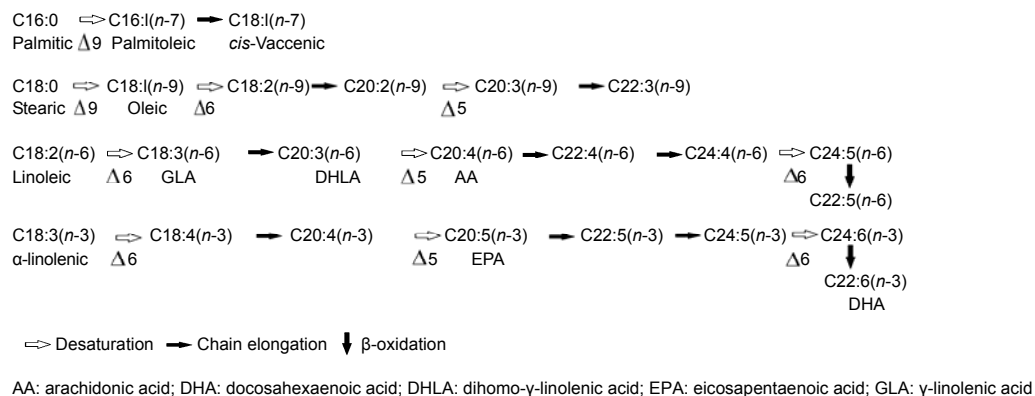 C16:0 ⇨ C16:l(n-7) → C18:l(n-7)
Palmitic Δ9 Palmitoleic cis-Vaccenic
C18:0 ⇨ C18:l(n-9) ⇨ C18:2(n-9) → C20:2(n-9) ⇨ C20:3(n-9) → C22:3(n-9)
Stearic Δ9 Oleic Δ6 Δ5
C18:2(n-6) ⇨ C18:3(n-6) → C20:3(n-6) ⇨ C20:4(n-6) → C22:4(n-6) → C24:4(n-6) ⇨ C24:5(n-6)
Linoleic Δ6 GLA DHLA Δ5 AA Δ6
C22:5(n-6)
C18:3(n-3) ⇨ C18:4(n-3) → C20:4(n-3) ⇨ C20:5(n-3) → C22:5(n-3) → C24:5(n-3) ⇨ C24:6(n-3)
α-linolenic Δ6 Δ5 EPA Δ6
C22:6(n-3)
DHA
⇨ Desaturation → Chain elongation ↓ β-oxidation
AA: arachidonic acid; DHA: docosahexaenoic acid; DHLA: dihomo-γ-linolenic acid; EPA: eicosapentaenoic acid; GLA: γ-linolenic acid